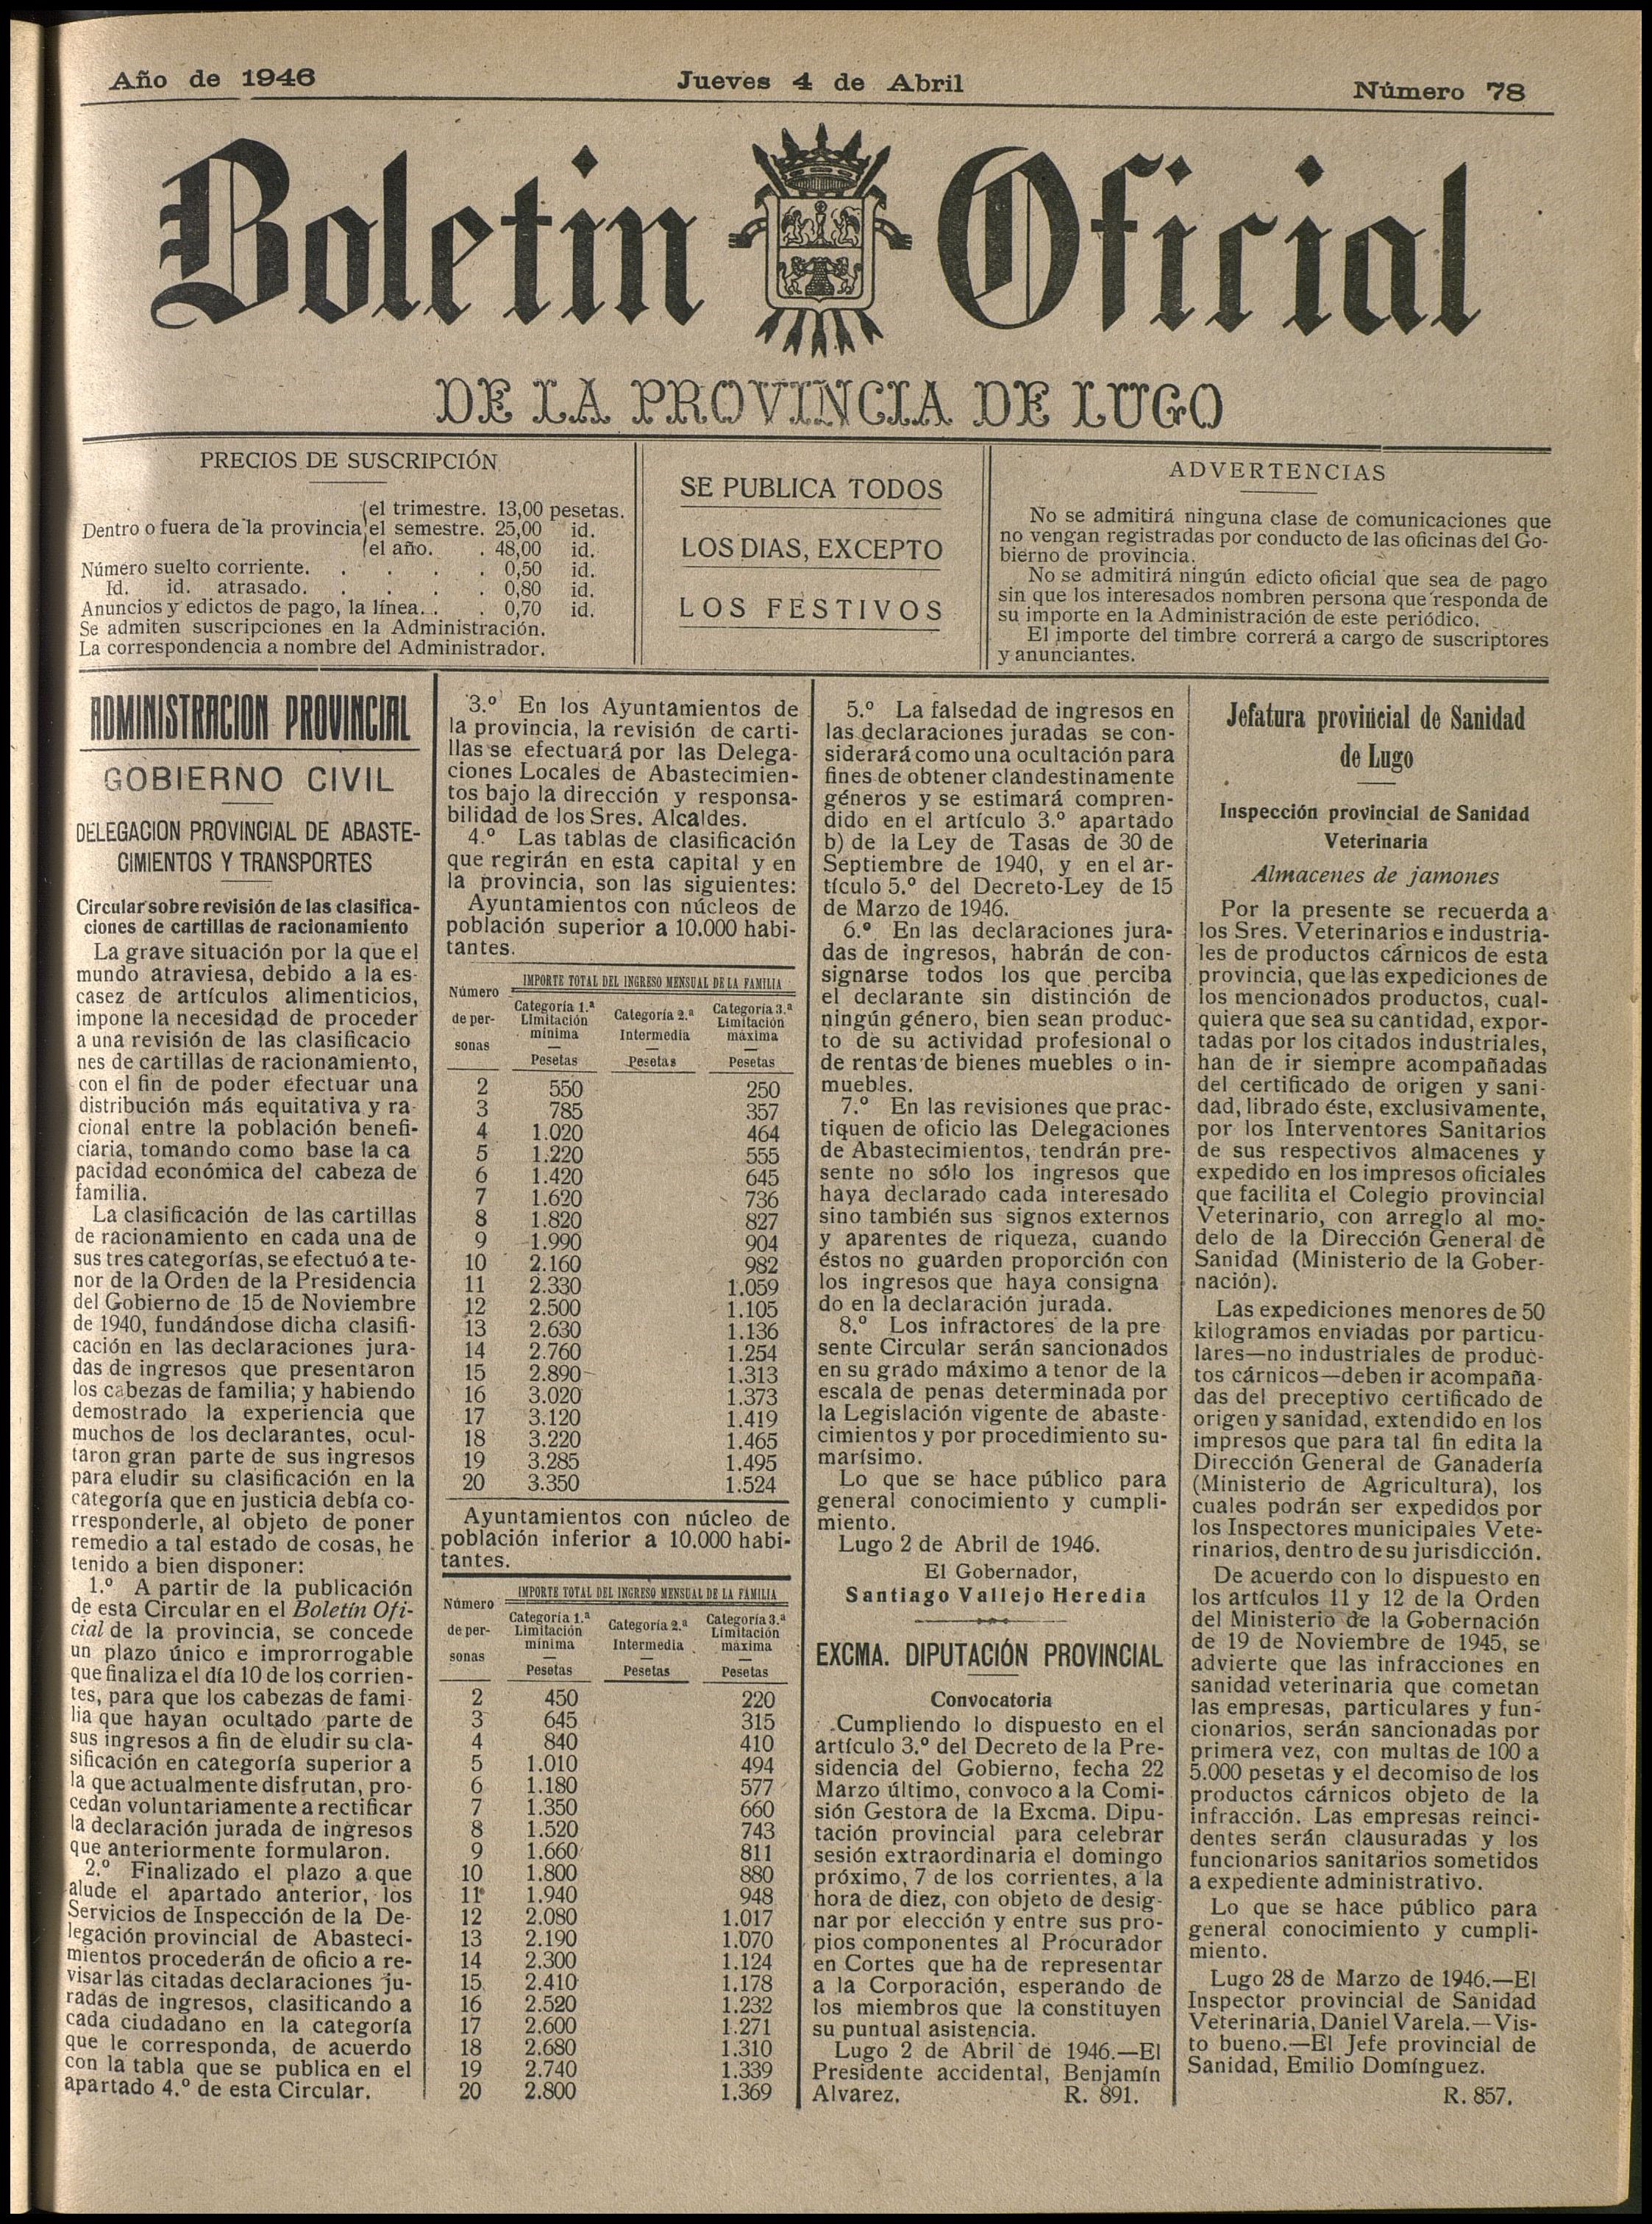 Año de 1946
Jueves 4 de Abril
Número 78
Boletin Oficial
DE LA PROVINCIA DE LUGO
PRECIOS DE SUSCRIPCIÓN
(el trimestre. 13,00 pesetas.
Dentro o fuera de la provincia el semestre. 25,00 id.
(el año. . 48,00 id.
Número suelto corriente. . . . . 0,50 id.
Id. id. atrasado. . . . . 0,80 id.
Anuncios y edictos de pago, la línea. . . 0,70 id.
Se admiten suscripciones en la Administración.
La correspondencia a nombre del Administrador.
SE PUBLICA TODOS
LOS DIAS, EXCEPTO
LOS FESTIVOS
ADVERTENCIAS
No se admitirá ninguna clase de comunicaciones que
no vengan registradas por conducto de las oficinas del Go-
bierno de provincia.
No se admitirá ningún edicto oficial que sea de pago
sin que los interesados nombren persona que responda de
su importe en la Administración de este periódico.
El importe del timbre correrá a cargo de suscriptores
y anunciantes.
ADMINISTRACION PROVINCIAL
GOBIERNO CIVIL
DELEGACION PROVINCIAL DE ABASTE-
CIMIENTOS Y TRANSPORTES
Circular sobre revisión de las clasifica-
ciones de cartillas de racionamiento
La grave situación por la que el
mundo atraviesa, debido a la es-
casez de artículos alimenticios,
impone la necesidad de proceder
a una revisión de las clasificacio
nes de cartillas de racionamiento,
con el fin de poder efectuar una
distribución más equitativa y ra-
cional entre la población benefi-
ciaria, tomando como base la ca
pacidad económica del cabeza de
familia.
La clasificación de las cartillas
de racionamiento en cada una de
sus tres categorías, se efectuó a te-
nor de la Orden de la Presidencia
del Gobierno de 15 de Noviembre
de 1940, fundándose dicha clasifi-
cación en las declaraciones jura-
das de ingresos que presentaron
los cabezas de familia; y habiendo
demostrado la experiencia que
muchos de los declarantes, ocul-
taron gran parte de sus ingresos
para eludir su clasificación en la
categoría que en justicia debía co-
rresponderle, al objeto de poner
remedio a tal estado de cosas, he
tenido a bien disponer:
1.º A partir de la publicación
de esta Circular en el Boletín Ofi-
cial de la provincia, se concede
un plazo único e improrrogable
que finaliza el día 10 de los corrien-
tes, para que los cabezas de fami-
lia que hayan ocultado parte de
sus ingresos a fin de eludir su cla-
sificación en categoría superior a
la que actualmente disfrutan, pro-
cedan voluntariamente a rectificar
la declaración jurada de ingresos
que anteriormente formularon.
2.º Finalizado el plazo a que
alude el apartado anterior, los
Servicios de Inspección de la De-
legación provincial de Abasteci-
mientos procederán de oficio a re-
visar las citadas declaraciones ju-
radas de ingresos, clasificando a
cada ciudadano en la categoría
que le corresponda, de acuerdo
con la tabla que se publica en el
apartado 4.º de esta Circular.
3.º En los Ayuntamientos de
la provincia, la revisión de carti-
llas se efectuará por las Delega-
ciones Locales de Abastecimien-
tos bajo la dirección y responsa-
bilidad de los Sres. Alcaldes.
4.º Las tablas de clasificación
que regirán en esta capital y en
la provincia, son las siguientes:
Ayuntamientos con núcleos de
población superior a 10.000 habi-
tantes.
IMPORTE TOTAL DEL INGRESO MENSUAL DE LA FAMILIA
Número de per- sonas
Categoría 1.ª Limitación mínima — Pesetas
Categoría 2.ª Intermedia — Pesetas
Categoría 3.ª Limitación máxima — Pesetas
2 550 250
3 785 357
4 1.020 464
5 1.220 555
6 1.420 645
7 1.620 736
8 1.820 827
9 1.990 904
10 2.160 982
11 2.330 1.059
12 2.500 1.105
13 2.630 1.136
14 2.760 1.254
15 2.890 1.313
16 3.020 1.373
17 3.120 1.419
18 3.220 1.465
19 3.285 1.495
20 3.350 1.524
Ayuntamientos con núcleo de
población inferior a 10.000 habi-
tantes.
IMPORTE TOTAL DEL INGRESO MENSUAL DE LA FAMILIA
Número de per- sonas
Categoría 1.ª Limitación mínima — Pesetas
Categoría 2.ª Intermedia — Pesetas
Categoría 3.ª Limitación máxima — Pesetas
2 450 220
3 645 315
4 840 410
5 1.010 494
6 1.180 577
7 1.350 660
8 1.520 743
9 1.660 811
10 1.800 880
11 1.940 948
12 2.080 1.017
13 2.190 1.070
14 2.300 1.124
15 2.410 1.178
16 2.520 1.232
17 2.600 1.271
18 2.680 1.310
19 2.740 1.339
20 2.800 1.369
5.º La falsedad de ingresos en
las declaraciones juradas se con-
siderará como una ocultación para
fines de obtener clandestinamente
géneros y se estimará compren-
dido en el artículo 3.º apartado
b) de la Ley de Tasas de 30 de
Septiembre de 1940, y en el ar-
tículo 5.º del Decreto-Ley de 15
de Marzo de 1946.
6.º En las declaraciones jura-
das de ingresos, habrán de con-
signarse todos los que perciba
el declarante sin distinción de
ningún género, bien sean produc-
to de su actividad profesional o
de rentas de bienes muebles o in-
muebles.
7.º En las revisiones que prac-
tiquen de oficio las Delegaciones
de Abastecimientos, tendrán pre-
sente no sólo los ingresos que
haya declarado cada interesado
sino también sus signos externos
y aparentes de riqueza, cuando
éstos no guarden proporción con
los ingresos que haya consigna
do en la declaración jurada.
8.º Los infractores de la pre
sente Circular serán sancionados
en su grado máximo a tenor de la
escala de penas determinada por
la Legislación vigente de abaste-
cimientos y por procedimiento su-
marísimo.
Lo que se hace público para
general conocimiento y cumpli-
miento.
Lugo 2 de Abril de 1946.
El Gobernador,
Santiago Vallejo Heredia
EXCMA. DIPUTACIÓN PROVINCIAL
Convocatoria
Cumpliendo lo dispuesto en el
artículo 3.º del Decreto de la Pre-
sidencia del Gobierno, fecha 22
Marzo último, convoco a la Comi-
sión Gestora de la Excma. Dipu-
tación provincial para celebrar
sesión extraordinaria el domingo
próximo, 7 de los corrientes, a la
hora de diez, con objeto de desig-
nar por elección y entre sus pro-
pios componentes al Procurador
en Cortes que ha de representar
a la Corporación, esperando de
los miembros que la constituyen
su puntual asistencia.
Lugo 2 de Abril de 1946.—El
Presidente accidental, Benjamín
Alvarez. R. 891.
Jefatura provincial de Sanidad
de Lugo
Inspección provincial de Sanidad
Veterinaria
Almacenes de jamones
Por la presente se recuerda a
los Sres. Veterinarios e industria-
les de productos cárnicos de esta
provincia, que las expediciones de
los mencionados productos, cual-
quiera que sea su cantidad, expor-
tadas por los citados industriales,
han de ir siempre acompañadas
del certificado de origen y sani-
dad, librado éste, exclusivamente,
por los Interventores Sanitarios
de sus respectivos almacenes y
expedido en los impresos oficiales
que facilita el Colegio provincial
Veterinario, con arreglo al mo-
delo de la Dirección General de
Sanidad (Ministerio de la Gober-
nación).
Las expediciones menores de 50
kilogramos enviadas por particu-
lares—no industriales de produc-
tos cárnicos—deben ir acompaña-
das del preceptivo certificado de
origen y sanidad, extendido en los
impresos que para tal fin edita la
Dirección General de Ganadería
(Ministerio de Agricultura), los
cuales podrán ser expedidos por
los Inspectores municipales Vete-
rinarios, dentro de su jurisdicción.
De acuerdo con lo dispuesto en
los artículos 11 y 12 de la Orden
del Ministerio de la Gobernación
de 19 de Noviembre de 1945, se
advierte que las infracciones en
sanidad veterinaria que cometan
las empresas, particulares y fun-
cionarios, serán sancionadas por
primera vez, con multas de 100 a
5.000 pesetas y el decomiso de los
productos cárnicos objeto de la
infracción. Las empresas reinci-
dentes serán clausuradas y los
funcionarios sanitarios sometidos
a expediente administrativo.
Lo que se hace público para
general conocimiento y cumpli-
miento.
Lugo 28 de Marzo de 1946.—El
Inspector provincial de Sanidad
Veterinaria, Daniel Varela.—Vis-
to bueno.—El Jefe provincial de
Sanidad, Emilio Domínguez.
R. 857.